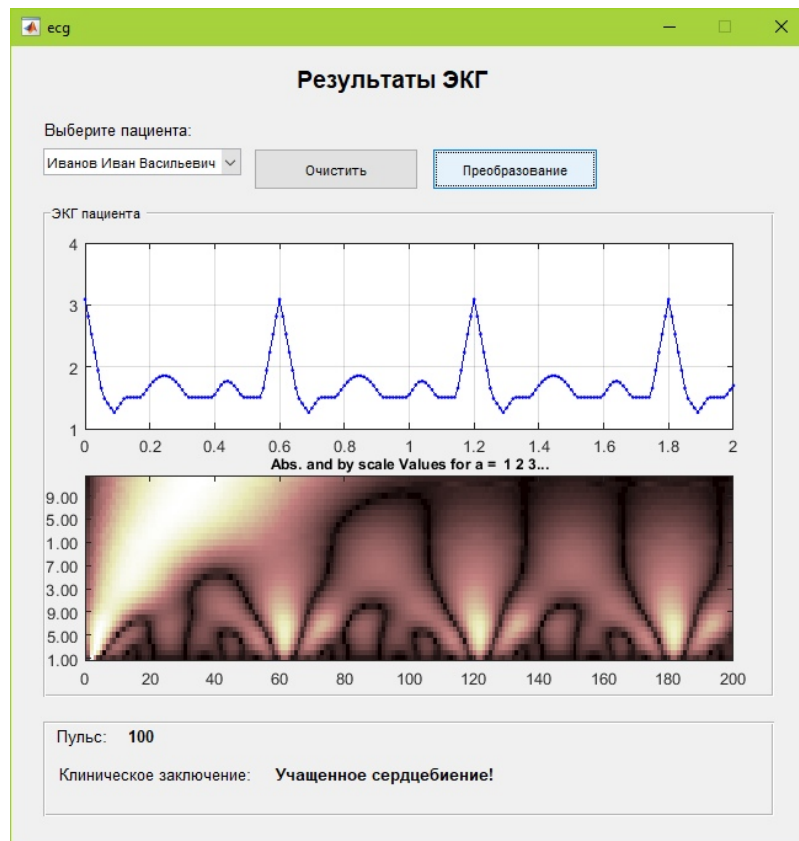 ecg
Результаты ЭКГ
Выберите пациента:
Иванов Иван Васильевич
Очистить
Преобразование
ЭКГ пациента
4
3
2
1
0 0.2 0.4 0.6 0.8 1 1.2 1.4 1.6 1.8 2
Abs. and by scale Values for a = 1 2 3...
9.00
5.00
1.00
7.00
3.00
9.00
5.00
1.00
0 20 40 60 80 100 120 140 160 180 200
Пульс: 100
Клиническое заключение: Учащенное сердцебиение!